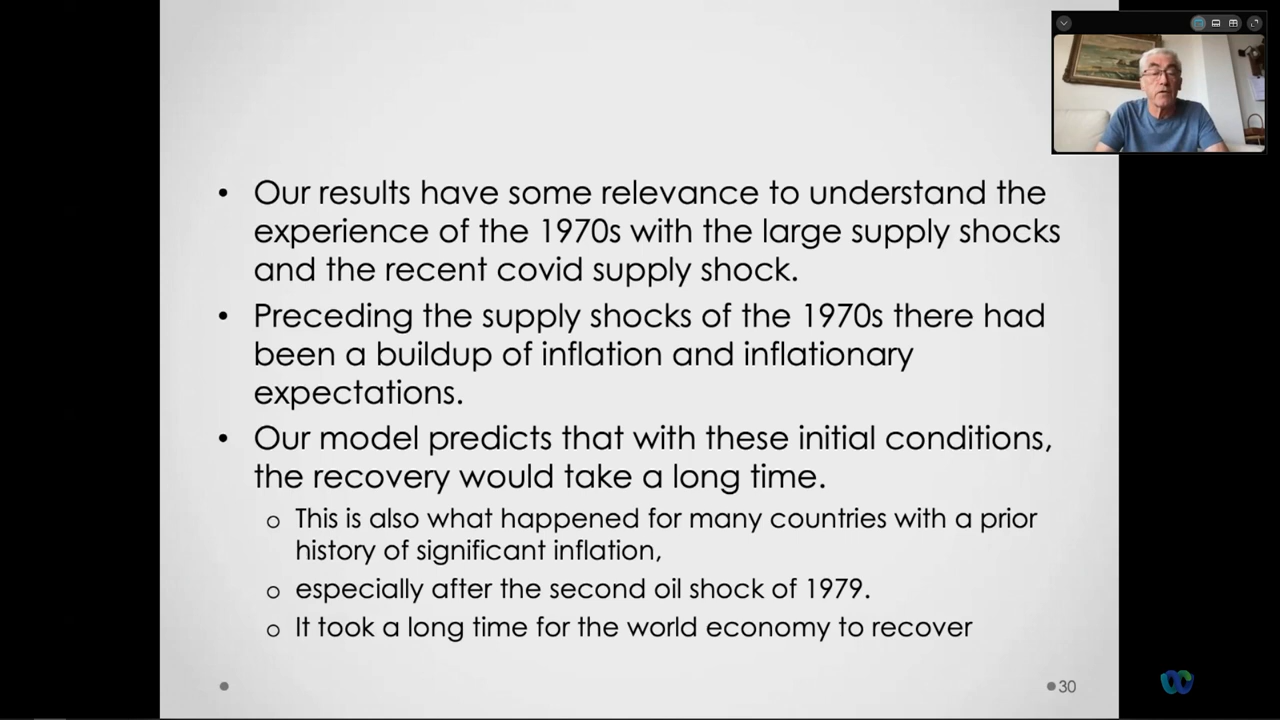 • Our results have some relevance to understand the
experience of the 1970s with the large supply shocks
and the recent covid supply shock.
• Preceding the supply shocks of the 1970s there had
been a buildup of inflation and inflationary
expectations.
• Our model predicts that with these initial conditions,
the recovery would take a long time.
o This is also what happened for many countries with a prior
history of significant inflation,
o especially after the second oil shock of 1979.
o It took a long time for the world economy to recover
30